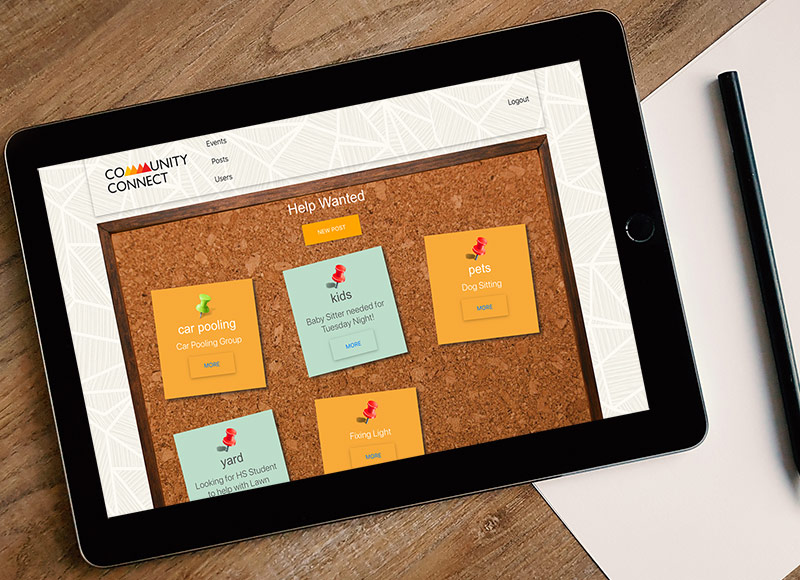 COMMUNITY
CONNECT
Events
Posts
Users
Logout
Help Wanted
NEW POST
car pooling
Car Pooling Group
MORE
kids
Baby Sitter needed for
Tuesday Night!
MORE
pets
Dog Sitting
MORE
yard
Looking for HS Student
to help with Lawn
Fixing Light
MORE